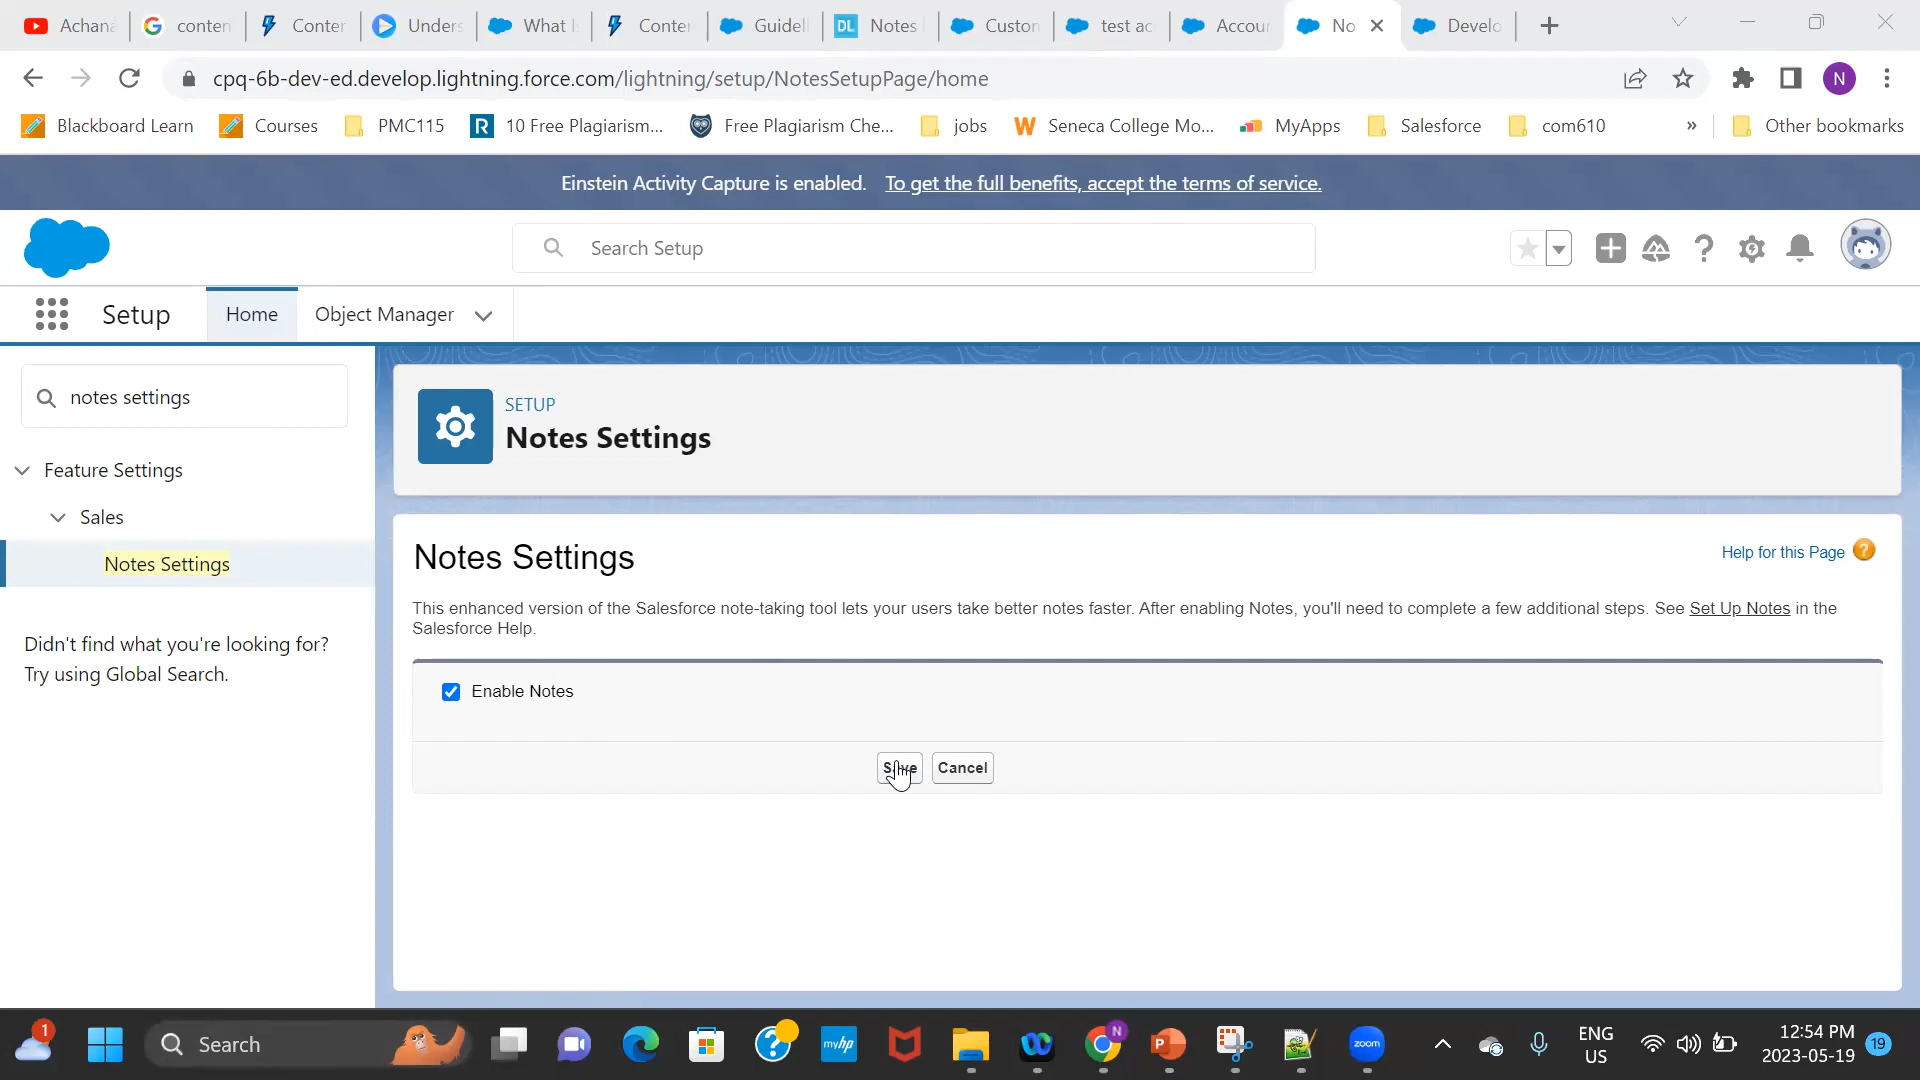 Achana
conten
Conter
Unders
What I
Conter
Guideli
DL
Notes
Custon
test acc
Accour
No
Develo
cpq-6b-dev-ed.develop.lightning.force.com/lightning/setup/NotesSetupPage/home
N
Blackboard Learn
Courses
PMC115
R 10 Free Plagiarism...
Free Plagiarism Che...
jobs
W Seneca College Mo...
MyApps
Salesforce
com610
»
Other bookmarks
Einstein Activity Capture is enabled. To get the full benefits, accept the terms of service.
Search Setup
Setup
Home
Object Manager
notes settings
Feature Settings
Sales
Notes Settings
Didn't find what you're looking for?
Try using Global Search.
SETUP
Notes Settings
Notes Settings
Help for this Page ?
This enhanced version of the Salesforce note-taking tool lets your users take better notes faster. After enabling Notes, you'll need to complete a few additional steps. See Set Up Notes in the
Salesforce Help.
Enable Notes
Save
Cancel
1
Search
myhp
N
P
zoom
ENG
US
12:54 PM
2023-05-19
19